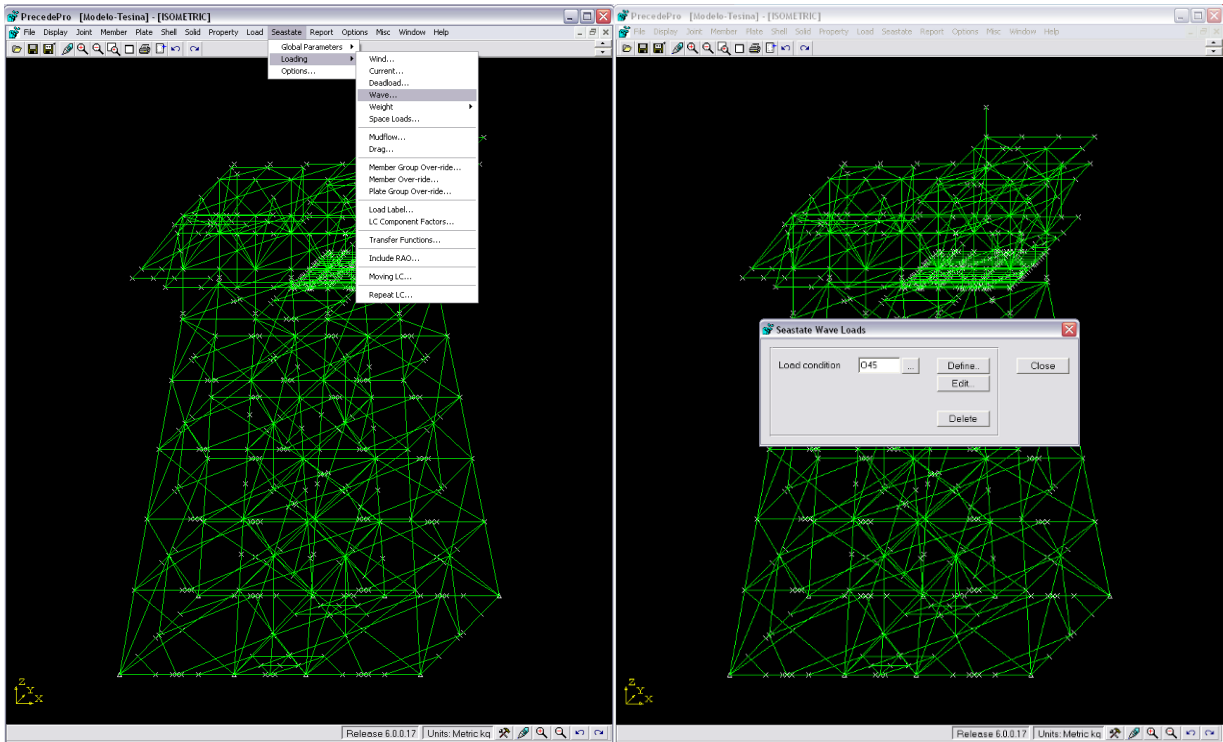 PrecedePro [Modelo-Tesina] - [ISOMETRIC]
File Display Joint Member Plate Shell Solid Property Load Seastate Report Options Misc Window Help
Global Parameters
Loading
Options...
Wind...
Current...
Deadload...
Wave...
Weight
Space Loads...
Mudflow...
Drag...
Member Group Over-ride...
Member Over-ride...
Plate Group Over-ride...
Load Label...
LC Component Factors...
Transfer Functions...
Include RAO...
Moving LC...
Repeat LC...
Z
Y
X
Release 6.0.0.17 Units: Metric kg
PrecedePro [Modelo-Tesina] - [ISOMETRIC]
File Display Joint Member Plate Shell Solid Property Load Seastate Report Options Misc Window Help
Seastate Wave Loads
Load condition O45 ... Define.. Close
Edit..
Delete
Z
Y
X
Release 6.0.0.17 Units: Metric kg